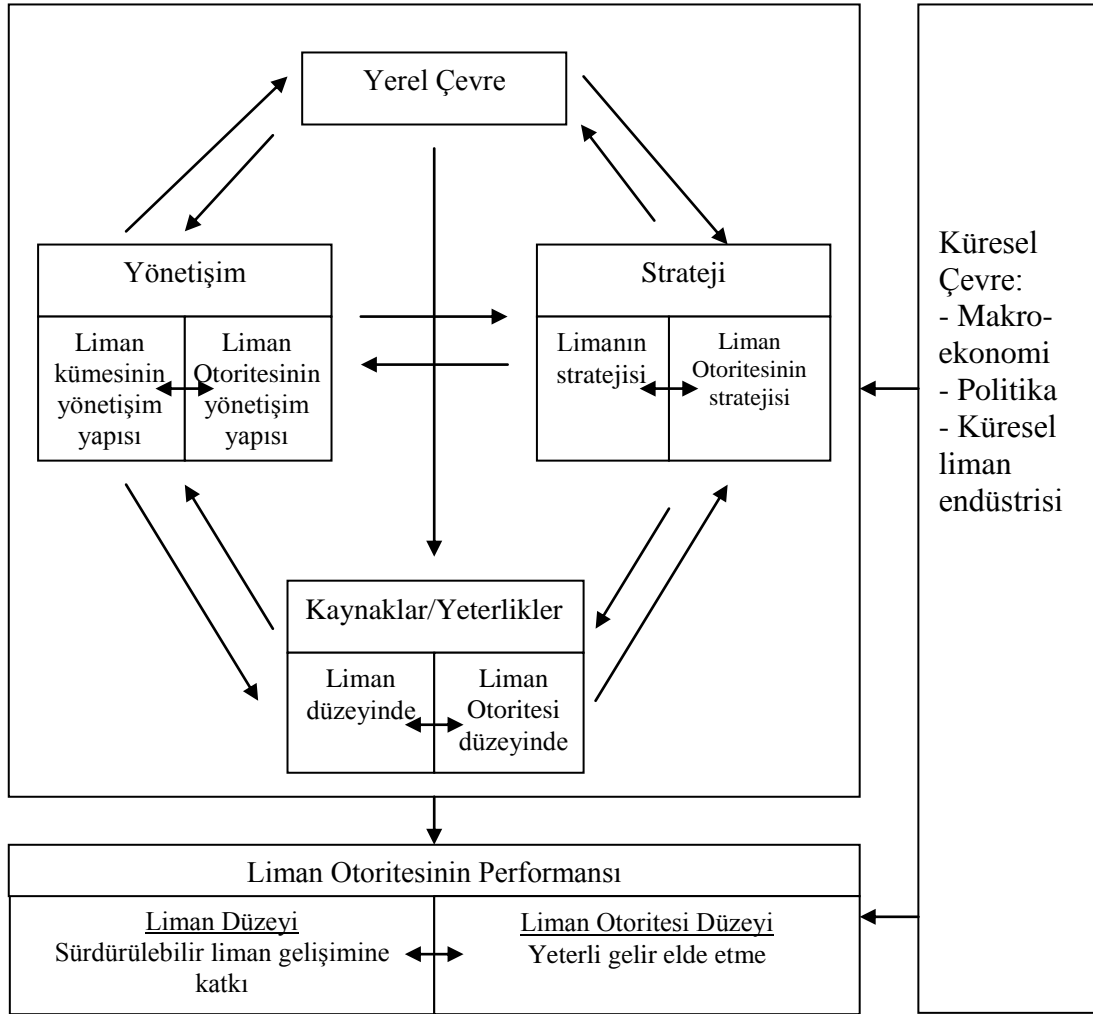 Yerel Çevre
Yönetişim
Liman
kümesinin
yönetişim
yapısı
Liman
Otoritesinin
yönetişim
yapısı
Strateji
Limanın
stratejisi
Liman
Otoritesinin
stratejisi
Kaynaklar/Yeterlikler
Liman
düzeyinde
Liman
Otoritesi
düzeyinde
Küresel
Çevre:
- Makro-
ekonomi
- Politika
- Küresel
liman
endüstrisi
Liman Otoritesinin Performansı
Liman Düzeyi
Sürdürülebilir liman gelişimine
katkı
Liman Otoritesi Düzeyi
Yeterli gelir elde etme